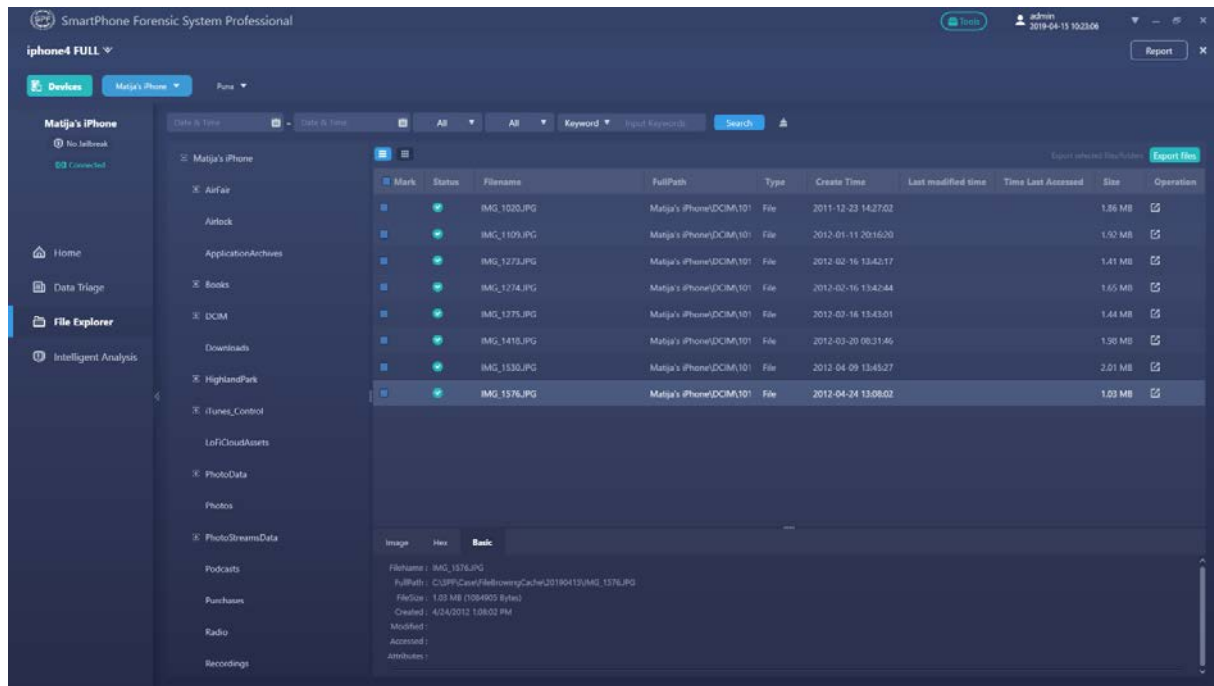 SmartPhone Forensic System Professional
Tools
admin
2019-04-15 10:23:06
iphone4 FULL
Report
Devices
Matija's iPhone
Puna
Matija's iPhone
No Jailbreak
Connected
Home
Data Triage
File Explorer
Intelligent Analysis
Date & Time - Date & Time All All Keyword Input Keywords Search
Matija's iPhone
AirFair
Airlock
ApplicationArchives
Books
DCIM
Downloads
HighlandPark
iTunes_Control
LoFiCloudAssets
PhotoData
Photos
PhotoStreamsData
Podcasts
Purchases
Radio
Recordings
Export selected files/folders Export files
Mark Status Filename FullPath Type Create Time Last madified time Time Last Accessed Size Operation
IMG_1020.JPG Matija's iPhone\DCIM\101 File 2011-12-23 14:27:02 1.86 MB
IMG_1109.JPG Matija's iPhone\DCIM\101 File 2012-01-11 20:16:20 1.92 MB
IMG_1273.JPG Matija's iPhone\DCIM\101 File 2012-02-16 13:42:17 1.41 MB
IMG_1274.JPG Matija's iPhone\DCIM\101 File 2012-02-16 13:42:44 1.65 MB
IMG_1275.JPG Matija's iPhone\DCIM\101 File 2012-02-16 13:43:01 1.44 MB
IMG_1418.JPG Matija's iPhone\DCIM\101 File 2012-03-20 08:31:46 1.98 MB
IMG_1530.JPG Matija's iPhone\DCIM\101 File 2012-04-09 13:45:27 2.01 MB
IMG_1576.JPG Matija's iPhone\DCIM\101 File 2012-04-24 13:08:02 1.03 MB
Image Hex Basic
FileName : IMG_1576.JPG
FullPath : C:\SPF\Case\FileBrowingCache\20190415\IMG_1576.JPG
FileSize : 1.03 MB (1084905 Bytes)
Created : 4/24/2012 1:08:02 PM
Modified :
Accessed :
Attributes :